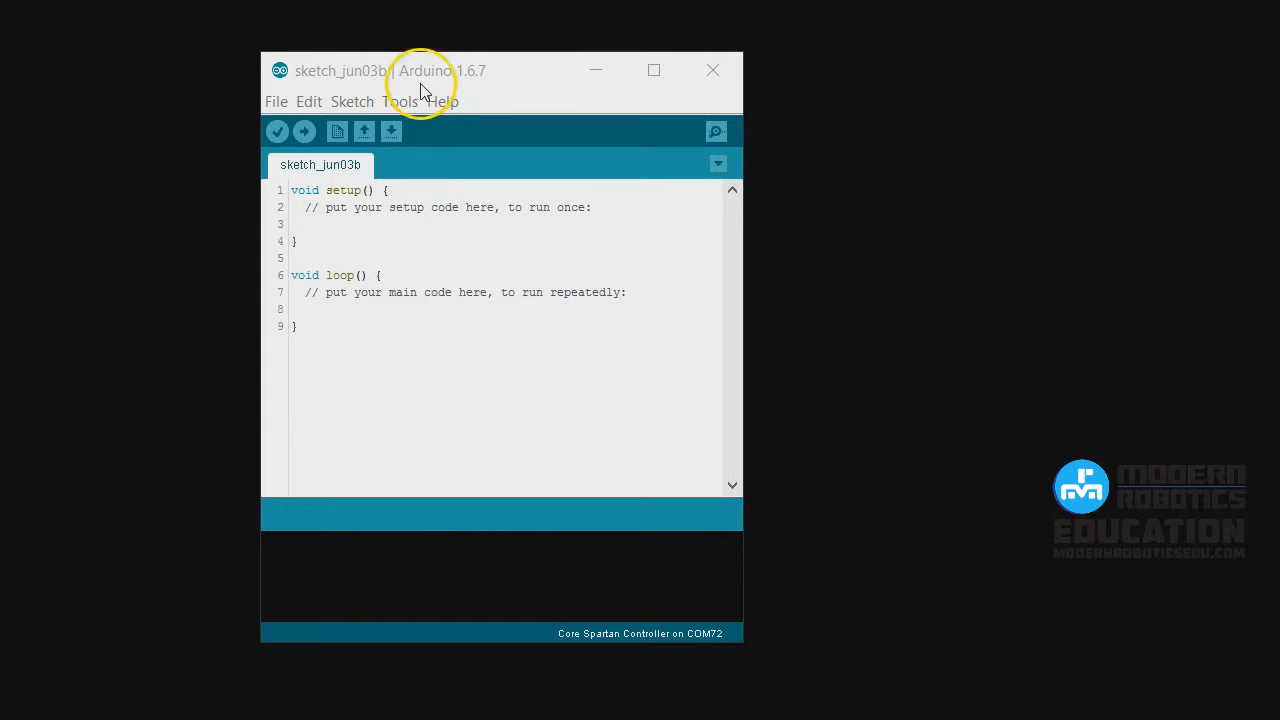 sketch_jun03b | Arduino 1.6.7
File Edit Sketch Tools Help
sketch_jun03b
1 void setup() {
2 // put your setup code here, to run once:
3
4 }
5
6 void loop() {
7 // put your main code here, to run repeatedly:
8
9 }
Core Spartan Controller on COM72
MODERN
ROBOTICS
EDUCATION
MODERNROBOTICSEDU.COM